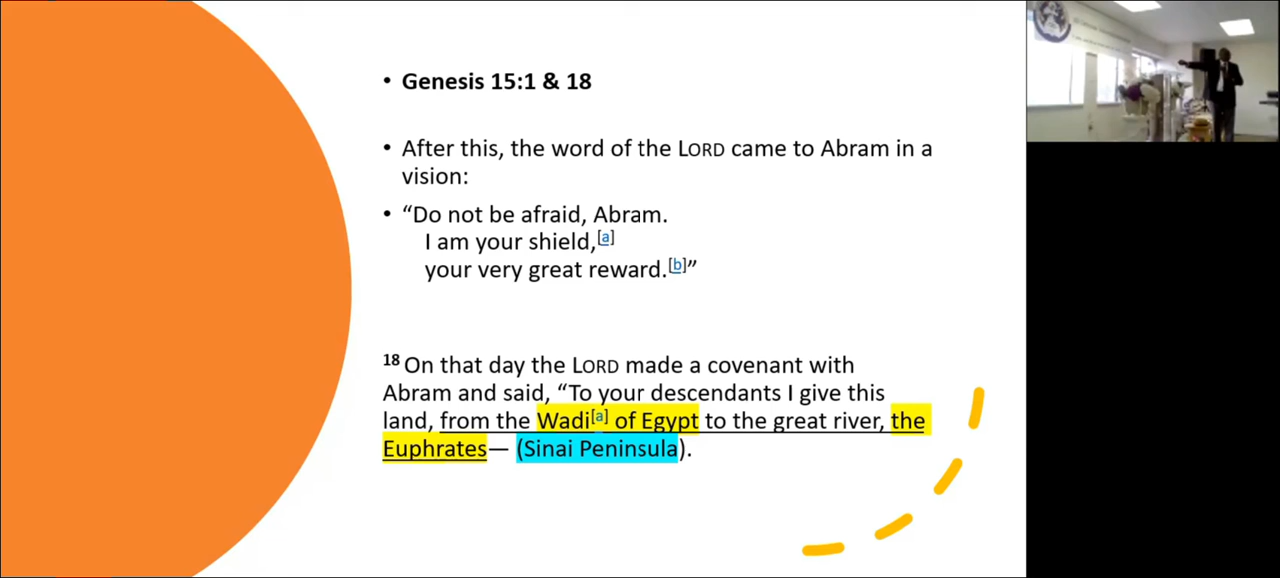 • Genesis 15:1 & 18
• After this, the word of the LORD came to Abram in a
vision:
• “Do not be afraid, Abram.
I am your shield,[a]
your very great reward.[b]”
18 On that day the LORD made a covenant with
Abram and said, “To your descendants I give this
land, from the Wadi[a] of Egypt to the great river, the
Euphrates— (Sinai Peninsula).